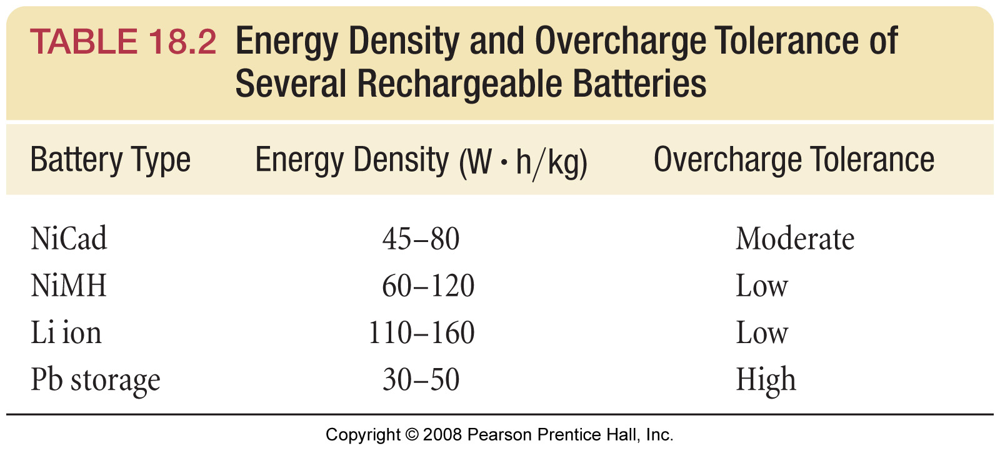 TABLE 18.2 Energy Density and Overcharge Tolerance of
Several Rechargeable Batteries
Battery Type Energy Density (W · h/kg) Overcharge Tolerance
NiCad 45–80 Moderate
NiMH 60–120 Low
Li ion 110–160 Low
Pb storage 30–50 High
Copyright © 2008 Pearson Prentice Hall, Inc.